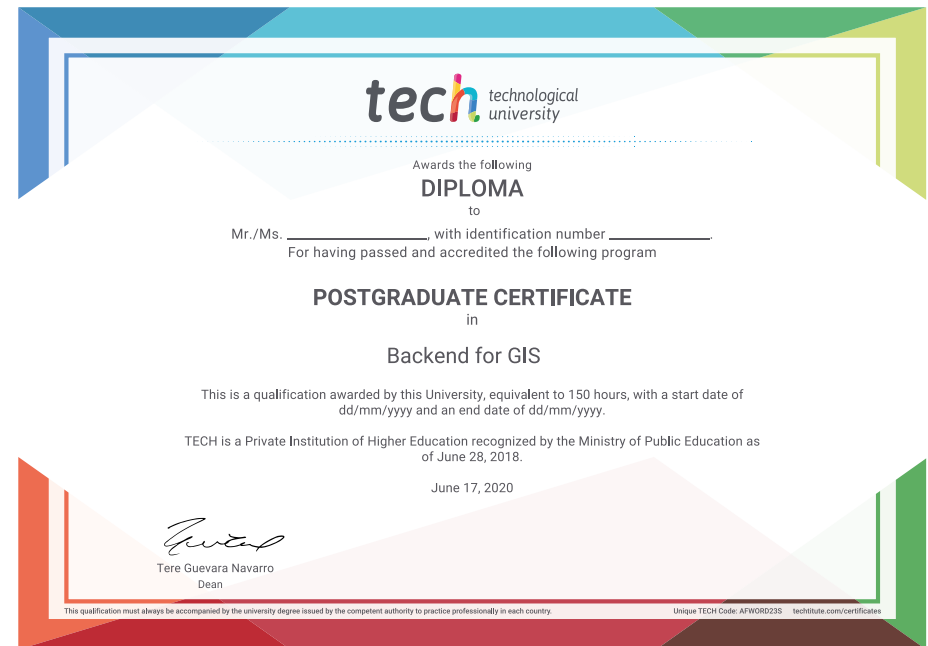 tech technological
university
Awards the following
DIPLOMA
to
Mr./Ms. ____________________, with identification number ______________.
For having passed and accredited the following program
POSTGRADUATE CERTIFICATE
in
Backend for GIS
This is a qualification awarded by this University, equivalent to 150 hours, with a start date of
dd/mm/yyyy and an end date of dd/mm/yyyy.
TECH is a Private Institution of Higher Education recognized by the Ministry of Public Education as
of June 28, 2018.
June 17, 2020
Tere Guevara Navarro
Dean
This qualification must always be accompanied by the university degree issued by the competent authority to practice professionally in each country.
Unique TECH Code: AFWORD23S techtitute.com/certificates